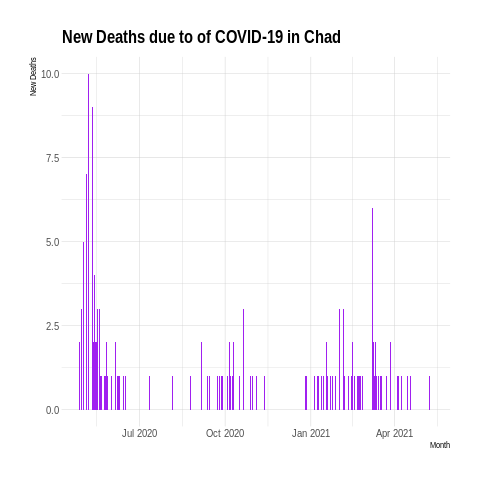 New Deaths due to of COVID-19 in Chad
New Deaths
10.0
7.5
5.0
2.5
0.0
Jul 2020 Oct 2020 Jan 2021 Apr 2021
Month